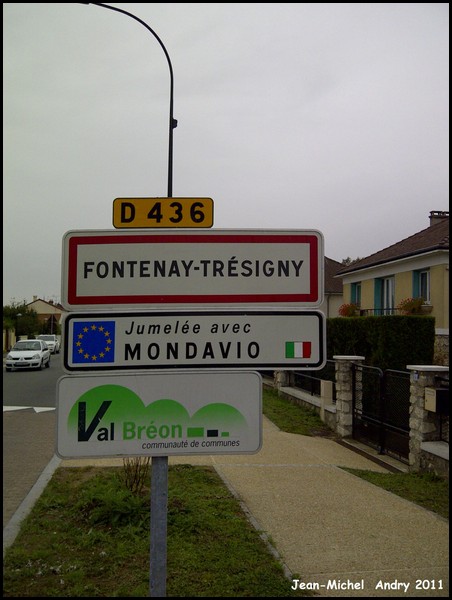 D 436
FONTENAY-TRÉSIGNY
Jumelée avec
MONDAVIO
Val Bréon
communauté de communes
Jean-Michel Andry 2011